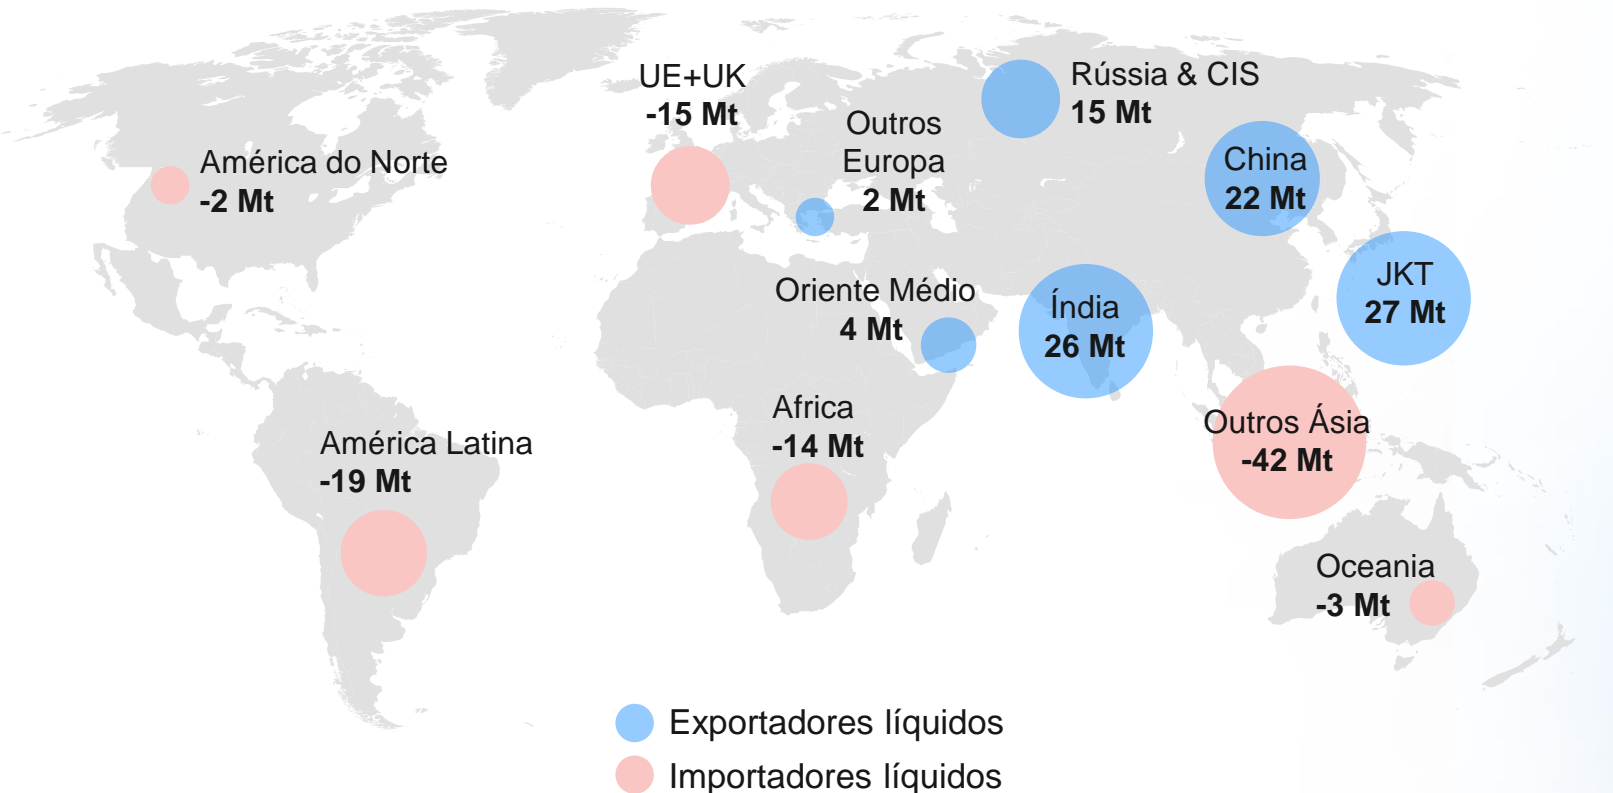 UE+UK
-15 Mt
Rússia & CIS
15 Mt
Outros
Europa
2 Mt
China
22 Mt
América do Norte
-2 Mt
JKT
27 Mt
Oriente Médio
4 Mt
Índia
26 Mt
Africa
-14 Mt
Outros Ásia
-42 Mt
América Latina
-19 Mt
Oceania
-3 Mt
Exportadores líquidos
Importadores líquidos